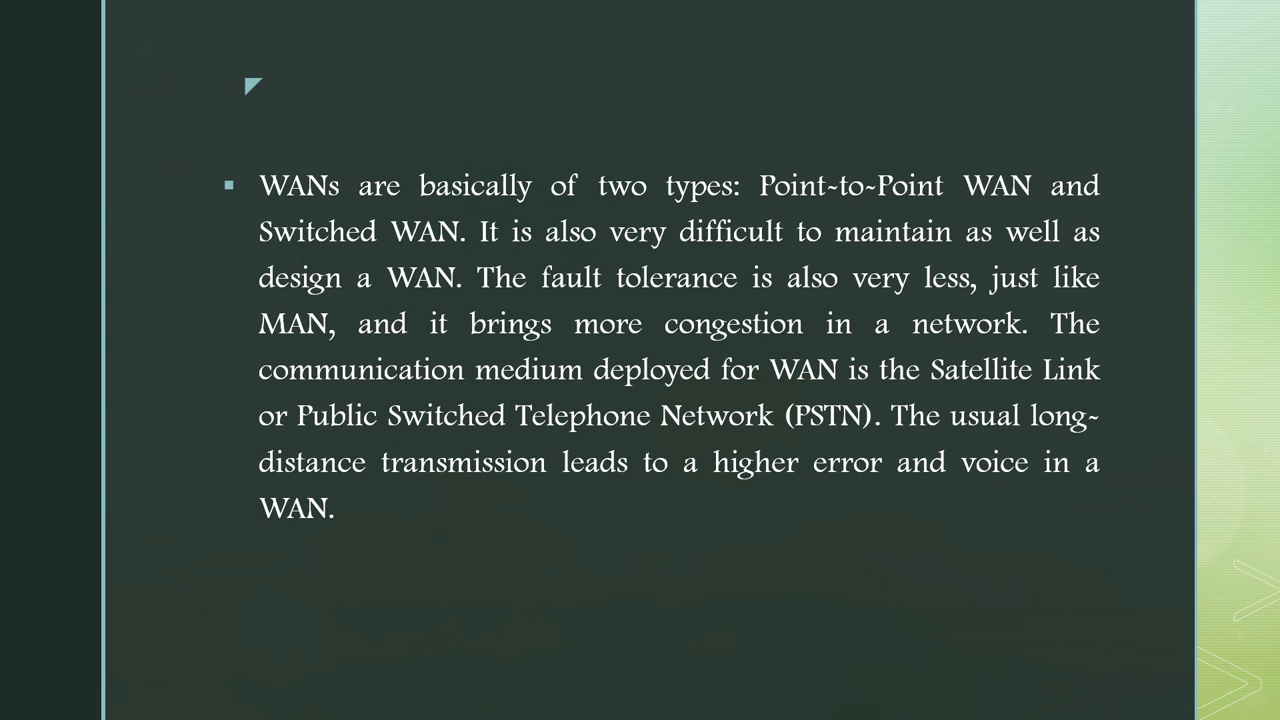 ▪ WANs are basically of two types: Point-to-Point WAN and
Switched WAN. It is also very difficult to maintain as well as
design a WAN. The fault tolerance is also very less, just like
MAN, and it brings more congestion in a network. The
communication medium deployed for WAN is the Satellite Link
or Public Switched Telephone Network (PSTN). The usual long-
distance transmission leads to a higher error and voice in a
WAN.